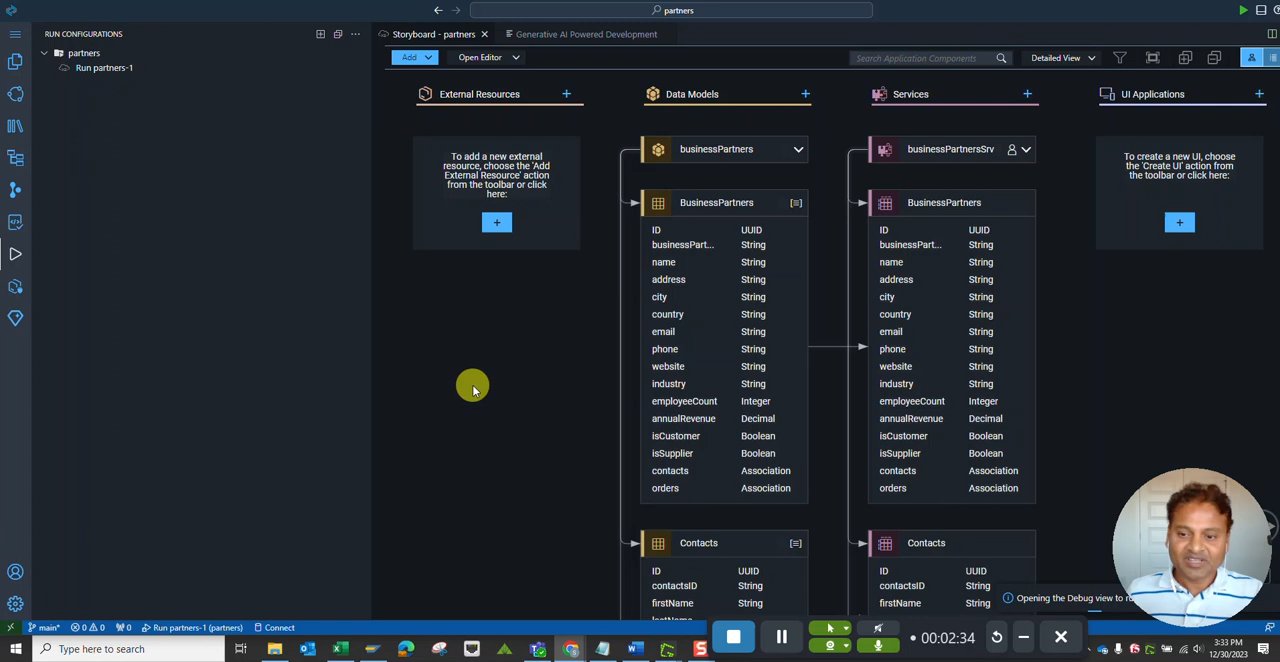 partners
RUN CONFIGURATIONS
partners
Run partners-1
Storyboard - partners
Generative AI Powered Development
Add
Open Editor
Search Application Components
Detailed View
External Resources
Data Models
Services
UI Applications
To add a new external
resource, choose the 'Add
External Resource' action
from the toolbar or click
here:
+
businessPartners
BusinessPartners
ID UUID
businessPart... String
name String
address String
city String
country String
email String
phone String
website String
industry String
employeeCount Integer
annualRevenue Decimal
isCustomer Boolean
isSupplier Boolean
contacts Association
orders Association
Contacts
ID UUID
contactsID String
firstName String
businessPartnersSrv
BusinessPartners
ID UUID
businessPart... String
name String
address String
city String
country String
email String
phone String
website String
industry String
employeeCount Integer
annualRevenue Decimal
isCustomer Boolean
isSupplier Boolean
contacts Association
orders Association
Contacts
ID UUID
contactsID String
firstName String
To create a new UI, choose
the 'Create UI' action from
the toolbar or click here:
+
Opening the Debug view to
main*
0 0
0
Run partners-1 (partners)
Connect
Type here to search
00:02:34
3:33 PM
12/30/2023